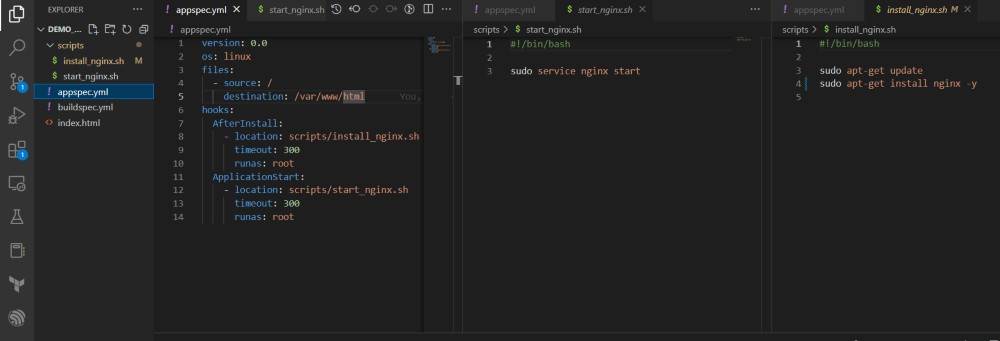 EXPLORER
DEMO_...
scripts
$ install_nginx.sh M
$ start_nginx.sh
! appspec.yml
! buildspec.yml
<> index.html
1
1
! appspec.yml
$ start_nginx.sh
! appspec.yml
1 version: 0.0
2 os: linux
3 files:
4 - source: /
5 destination: /var/www/html You,
6 hooks:
7 AfterInstall:
8 - location: scripts/install_nginx.sh
9 timeout: 300
10 runas: root
11 ApplicationStart:
12 - location: scripts/start_nginx.sh
13 timeout: 300
14 runas: root
! appspec.yml
$ start_nginx.sh
scripts > $ start_nginx.sh
1 #!/bin/bash
2
3 sudo service nginx start
! appspec.yml
$ install_nginx.sh M
scripts > $ install_nginx.sh
1 #!/bin/bash
2
3 sudo apt-get update
4 sudo apt-get install nginx -y
5